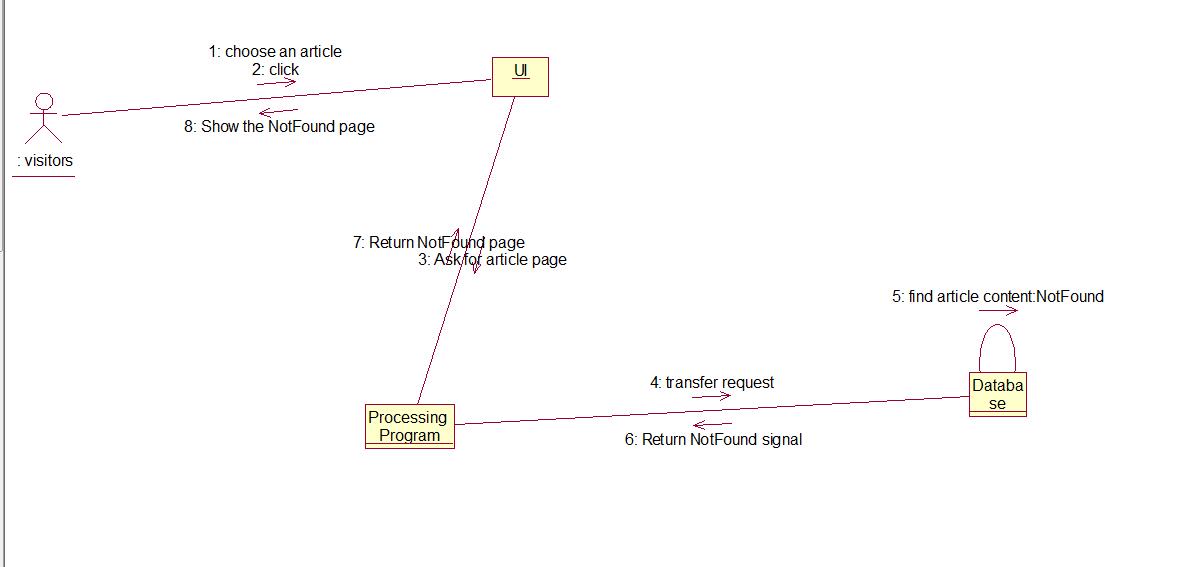 1: choose an article
2: click
UI
8: Show the NotFound page
: visitors
7: Return NotFound page
3: Ask for article page
5: find article content:NotFound
4: transfer request
Databa
se
Processing
Program
6: Return NotFound signal